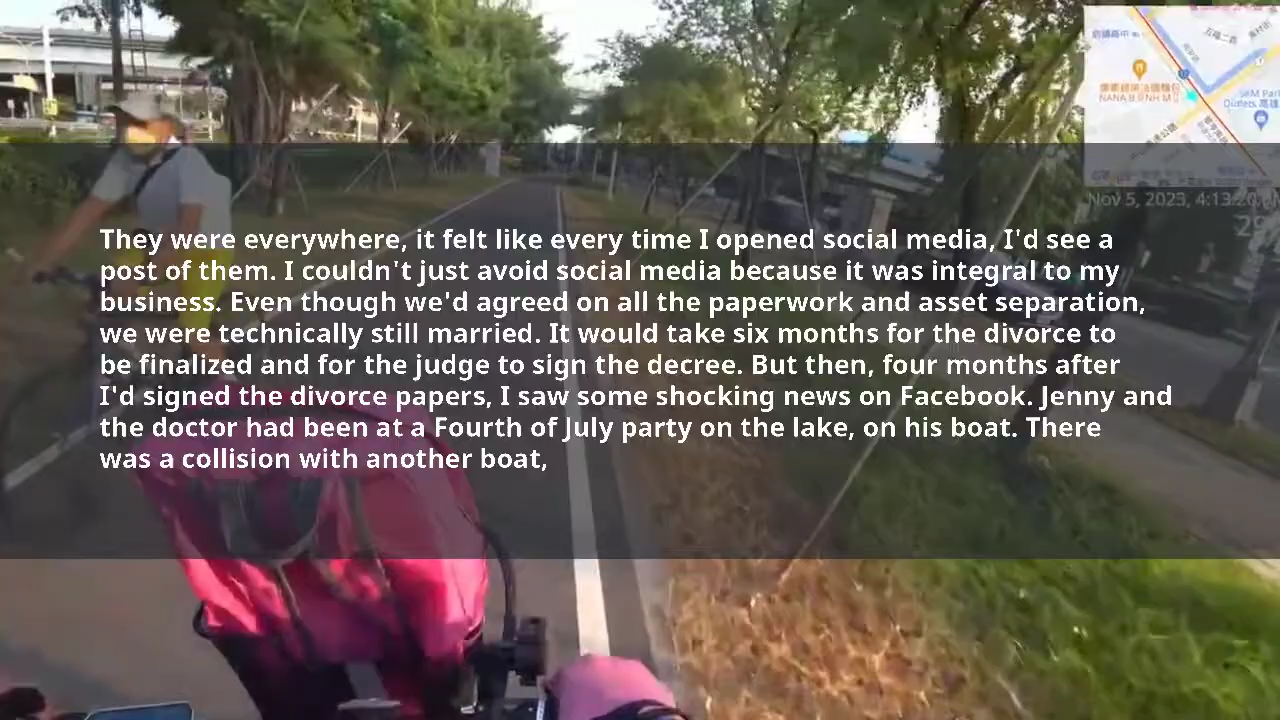 NANA BÁNH MÌ
Nov 5, 2023, 4:13:20
They were everywhere, it felt like every time I opened social media, I'd see a
post of them. I couldn't just avoid social media because it was integral to my
business. Even though we'd agreed on all the paperwork and asset separation,
we were technically still married. It would take six months for the divorce to
be finalized and for the judge to sign the decree. But then, four months after
I'd signed the divorce papers, I saw some shocking news on Facebook. Jenny and
the doctor had been at a Fourth of July party on the lake, on his boat. There
was a collision with another boat,